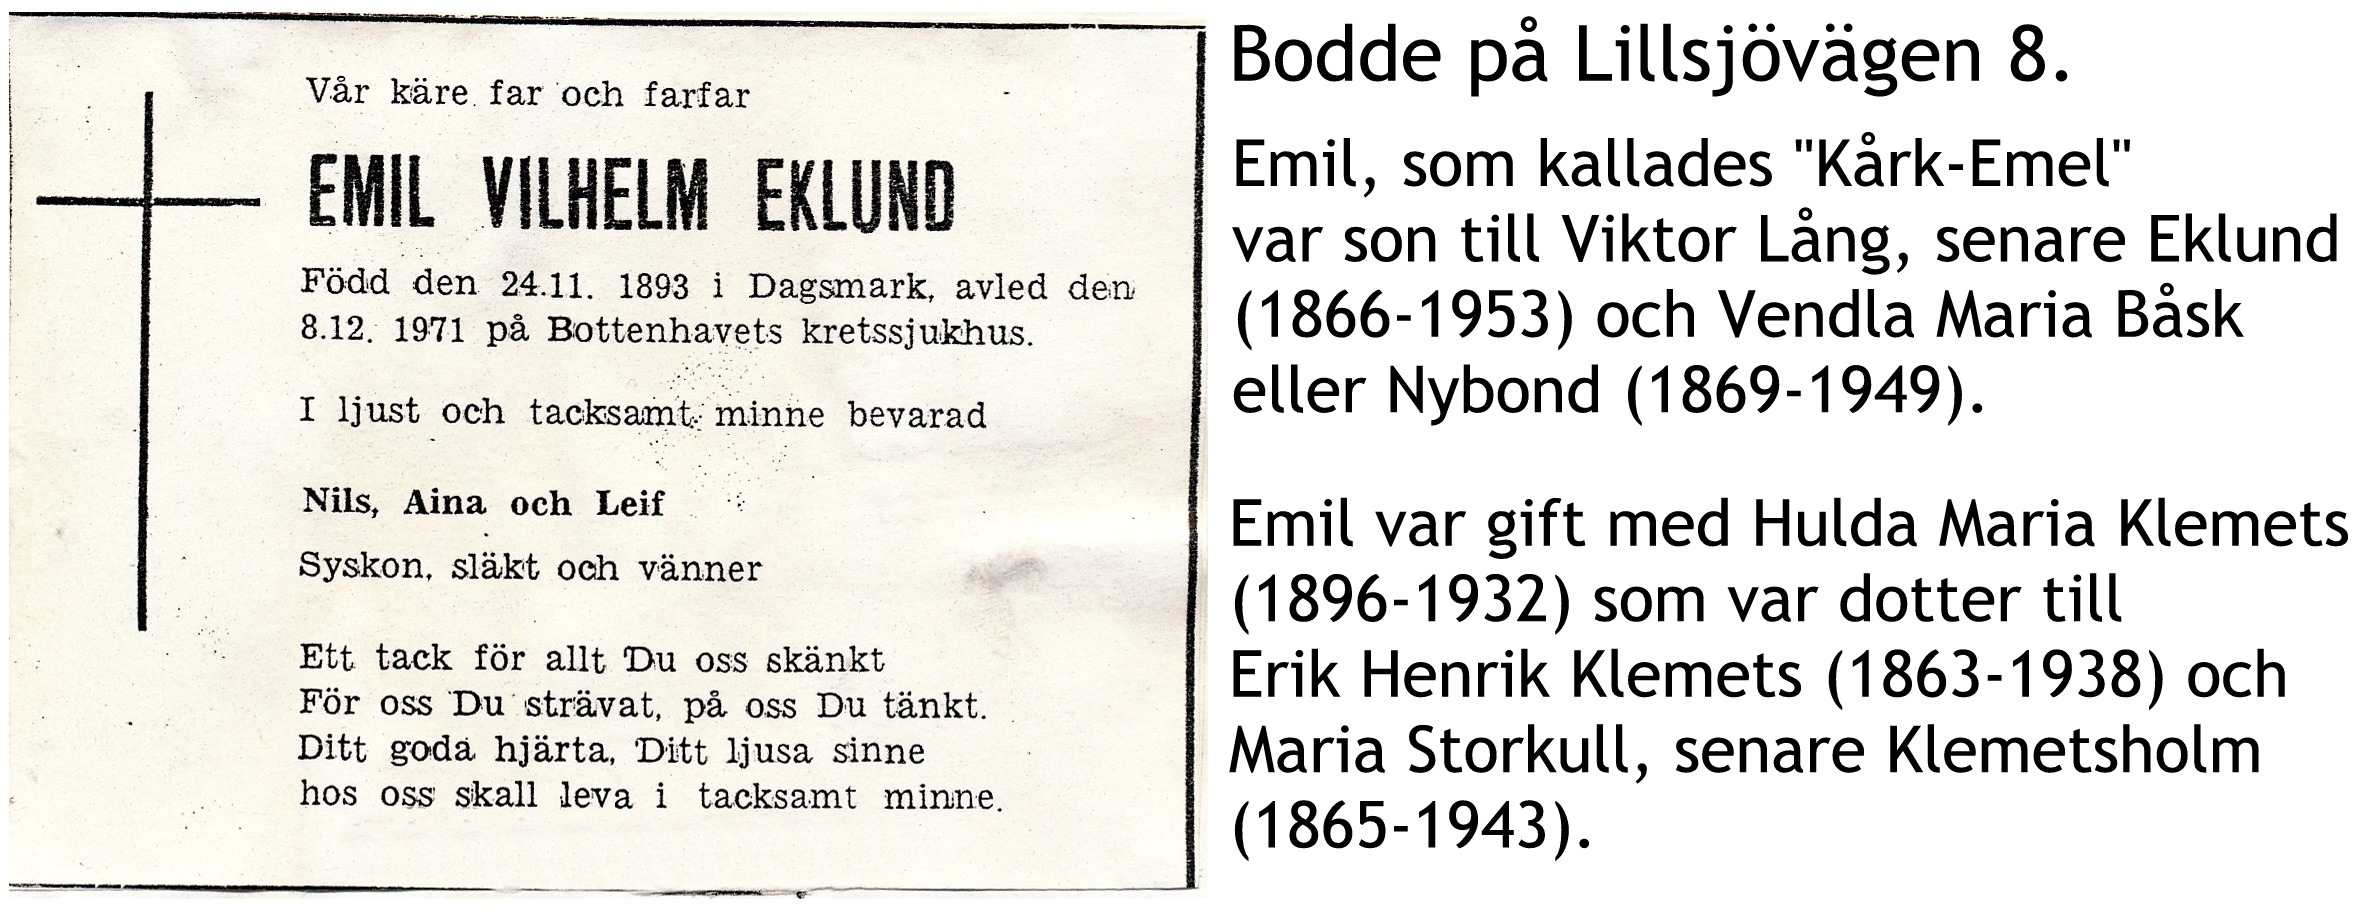 Vår käre far och farfar
EMIL VILHELM EKLUND
Född den 24.11. 1893 i Dagsmark, avled den
8.12. 1971 på Bottenhavets kretssjukhus.
I ljust och tacksamt minne bevarad
Nils, Aina och Leif
Syskon, släkt och vänner
Ett tack för allt Du oss skänkt
För oss Du strävat, på oss Du tänkt.
Ditt goda hjärta, Ditt ljusa sinne
hos oss skall leva i tacksamt minne.
Bodde på Lillsjövägen 8.
Emil, som kallades "Kårk-Emel"
var son till Viktor Lång, senare Eklund
(1866-1953) och Vendla Maria Båsk
eller Nybond (1869-1949).
Emil var gift med Hulda Maria Klemets
(1896-1932) som var dotter till
Erik Henrik Klemets (1863-1938) och
Maria Storkull, senare Klemetsholm
(1865-1943).